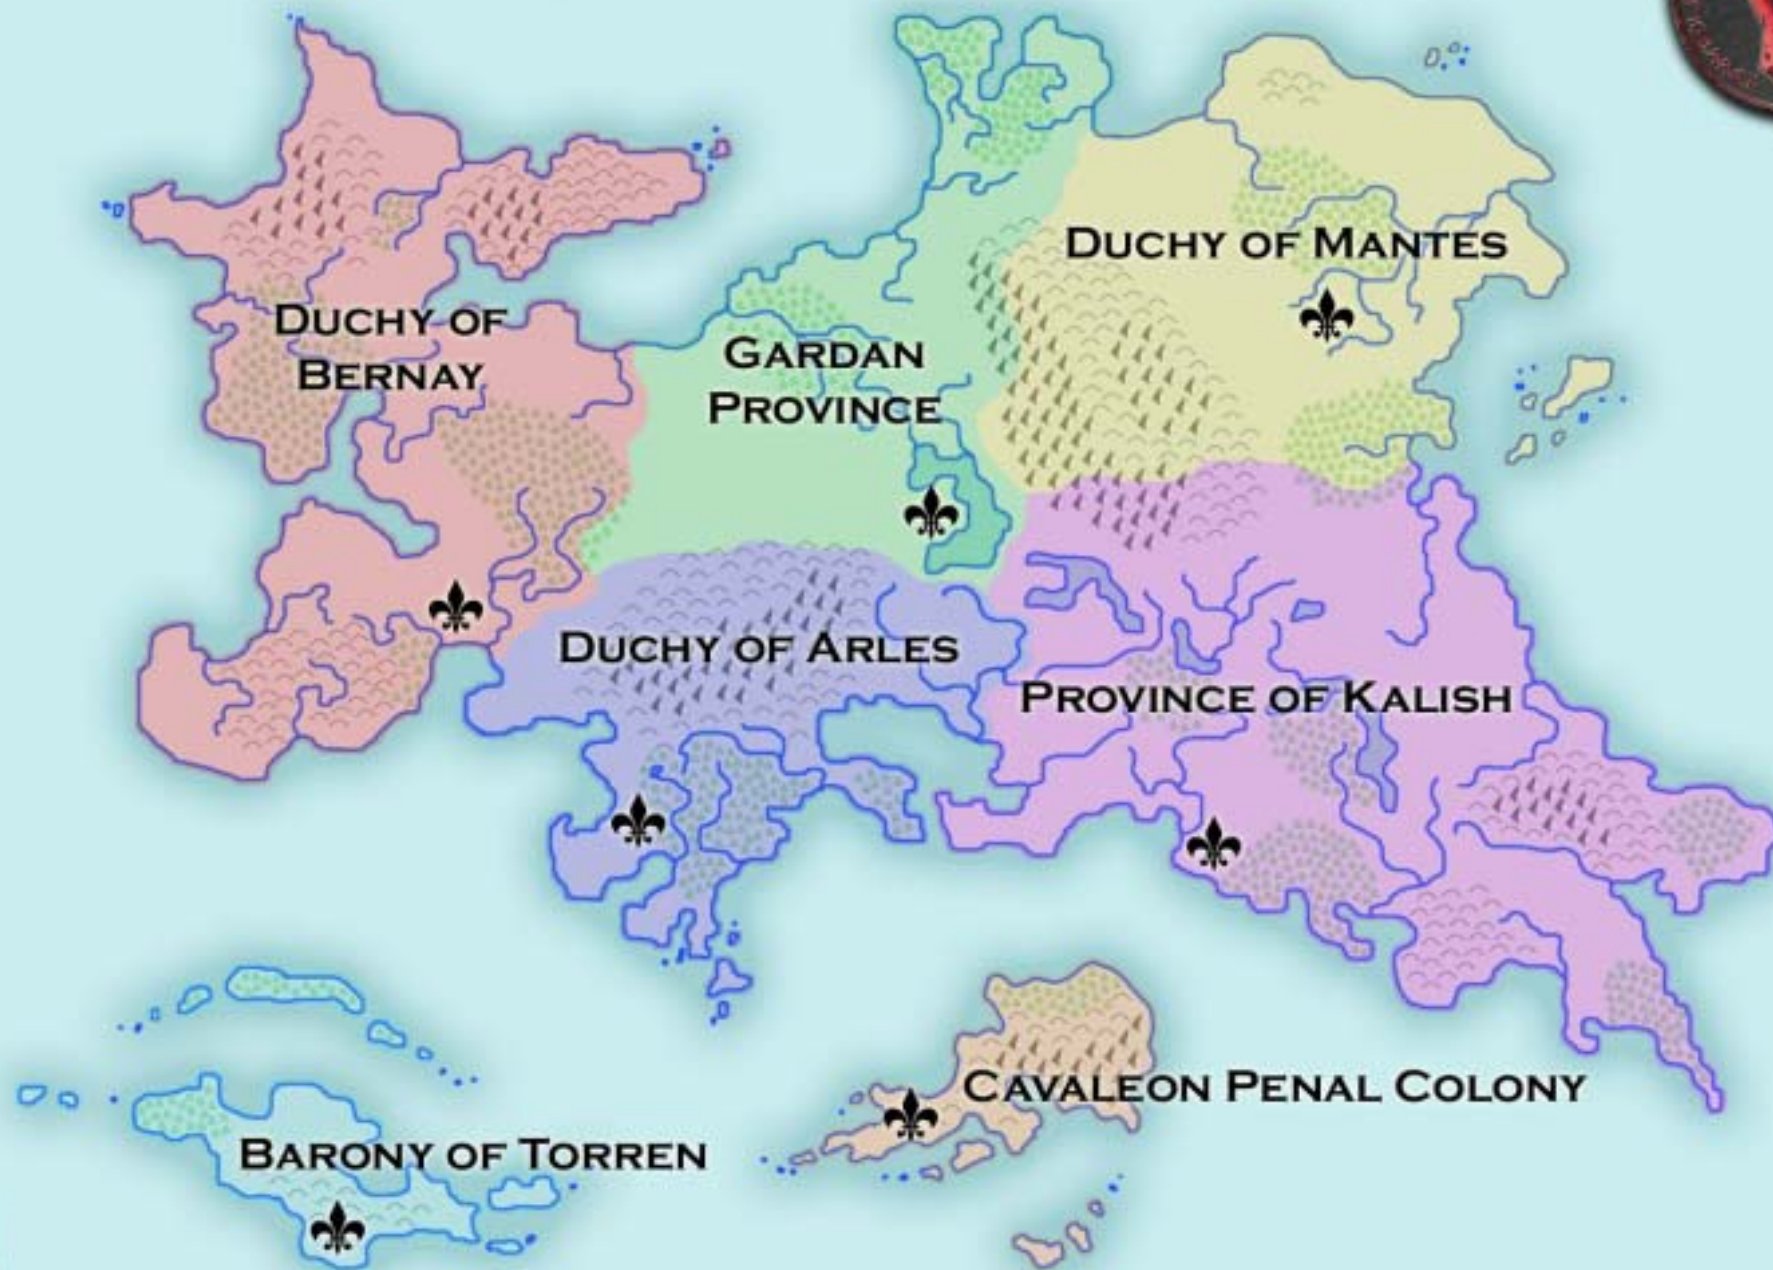 DUCHY OF MANTES
DUCHY OF
BERNAY
GARDAN
PROVINCE
DUCHY OF ARLES
PROVINCE OF KALISH
CAVALEON PENAL COLONY
BARONY OF TORREN